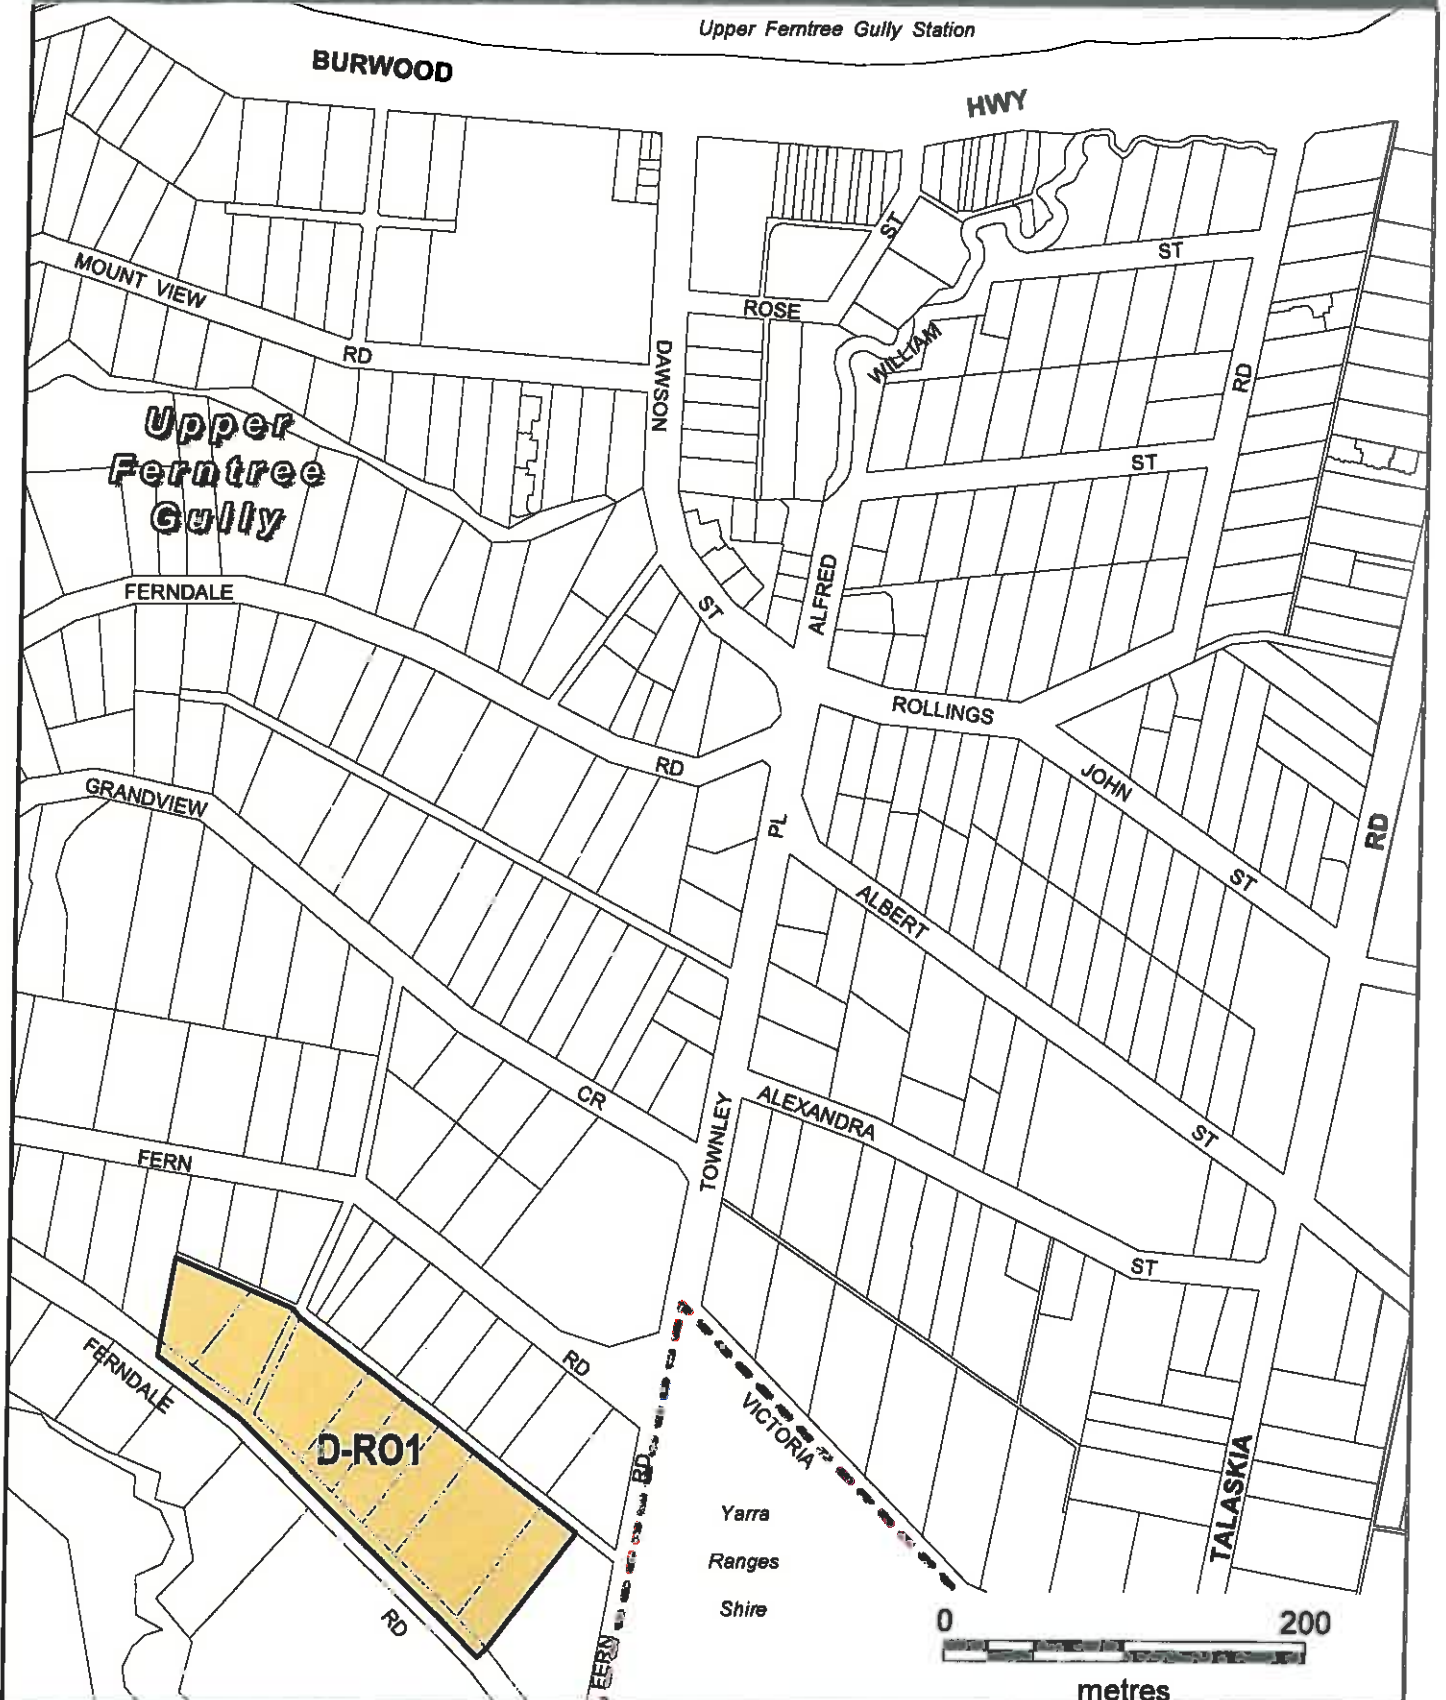 Upper Ferntree Gully Station
BURWOOD
HWY
ST
ST
MOUNT VIEW
RD
ROSE
DAWSON
WILLIAM
RD
Upper
Ferntree
Gully
ST
FERNDALE
ST
ALFRED
ROLLINGS
RD
JOHN
GRANDVIEW
PL
RD
ST
ALBERT
CR
TOWNLEY
ALEXANDRA
ST
FERN
ST
FERNDALE
RD
VICTORIA
D-RO1
RD
TALASKIA
Yarra
Ranges
Shire
RD
FERN
0 200
metres